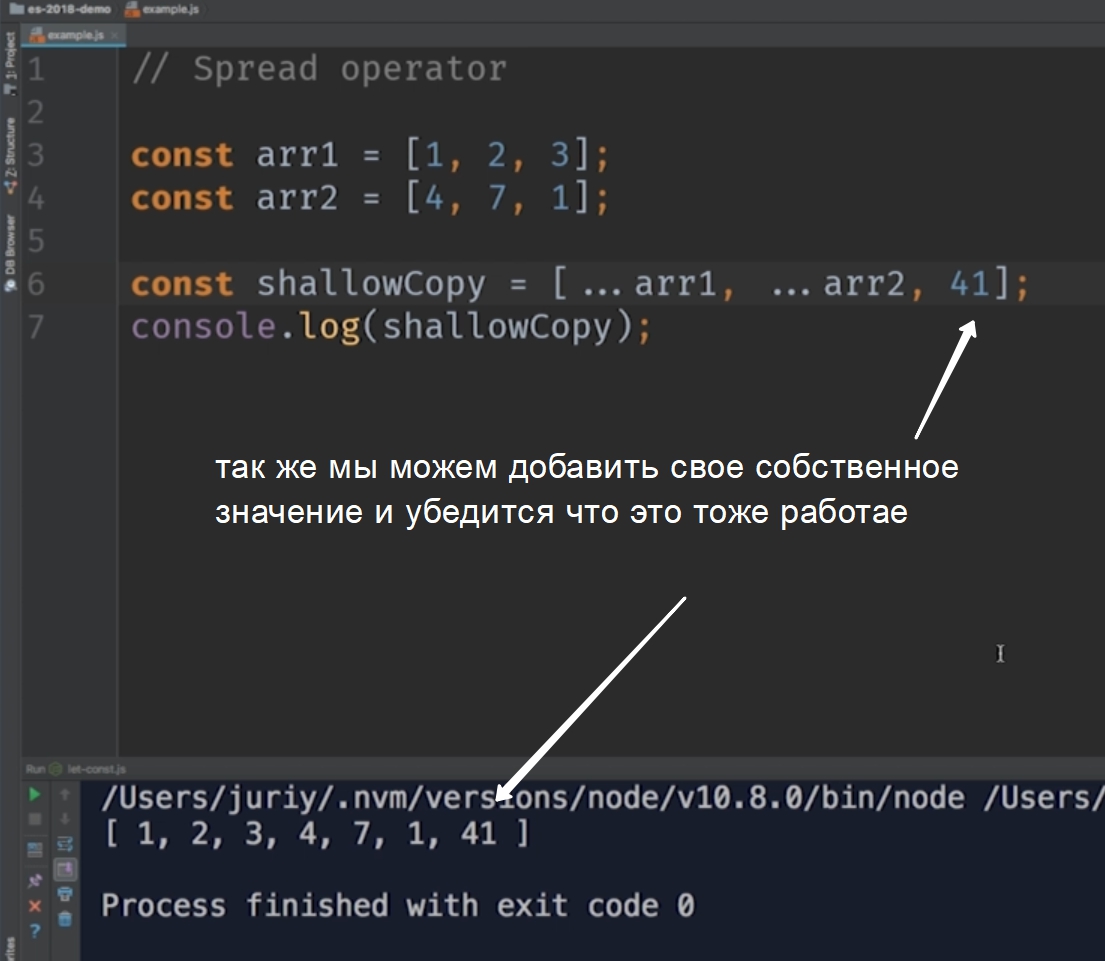 es-2018-demo example.js
example.js
1: Project
Z: Structure
DB Browser
1 // Spread operator
2
3 const arr1 = [1, 2, 3];
4 const arr2 = [4, 7, 1];
5
6 const shallowCopy = [...arr1, ...arr2, 41];
7 console.log(shallowCopy);
так же мы можем добавить свое собственное
значение и убедится что это тоже работае
Run let-const.js
/Users/juriy/.nvm/versions/node/v10.8.0/bin/node /Users/
[ 1, 2, 3, 4, 7, 1, 41 ]
Process finished with exit code 0